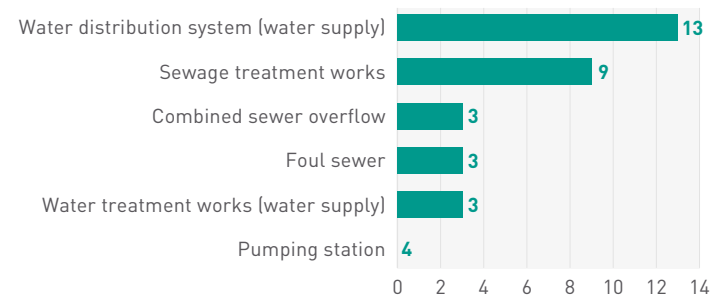 Water distribution system (water supply) 13
Sewage treatment works 9
Combined sewer overflow 3
Foul sewer 3
Water treatment works (water supply) 3
Pumping station 4
0 2 4 6 8 10 12 14